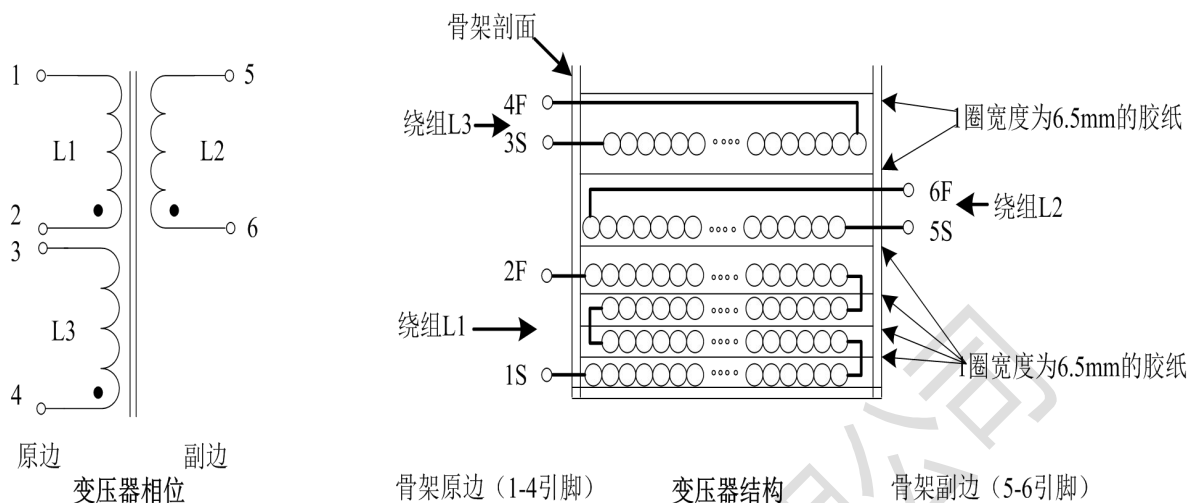 骨架剖面
1
5
L1
L2
2
6
3
L3
4
原边
副边
变压器相位
4F
绕组L3
3S
1圈宽度为6.5mm的胶纸
6F
绕组L2
5S
2F
绕组L1
1S
1圈宽度为6.5mm的胶纸
骨架原边（1-4引脚）
变压器结构
骨架副边（5-6引脚）
公司